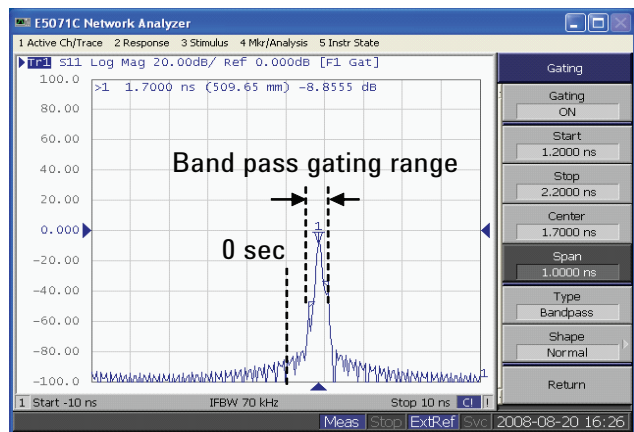 E5071C Network Analyzer
1 Active Ch/Trace 2 Response 3 Stimulus 4 Mkr/Analysis 5 Instr State
Tr1 S11 Log Mag 20.00dB/ Ref 0.000dB [F1 Gat]
100.0
>1 1.7000 ns (509.65 mm) -8.8555 dB
80.00
60.00
40.00
20.00
0.000
-20.00
-40.00
-60.00
-80.00
-100.0
Band pass gating range
0 sec
1
1
1 Start -10 ns IFBW 70 kHz Stop 10 ns C! !
Gating
Gating
ON
Start
1.2000 ns
Stop
2.2000 ns
Center
1.7000 ns
Span
1.0000 ns
Type
Bandpass
Shape
Normal
Return
Meas Stop ExtRef Svc 2008-08-20 16:26